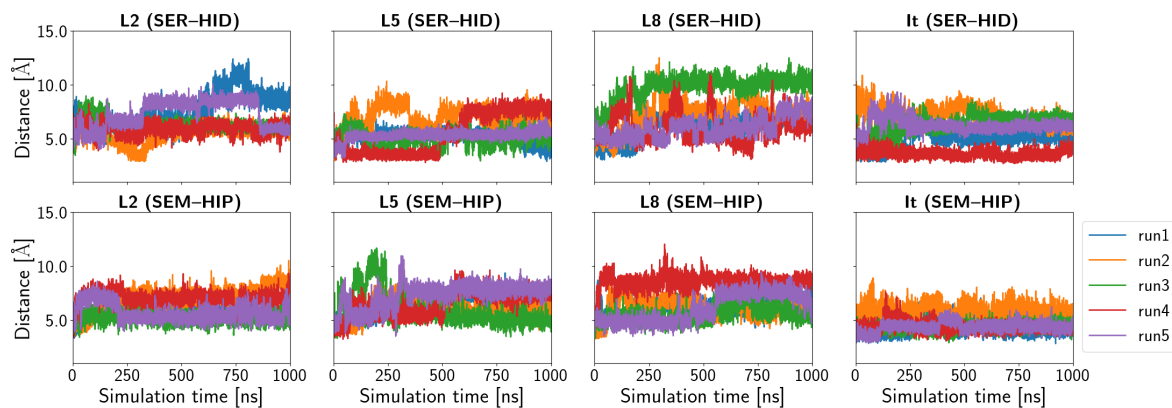 L2 (SER–HID)
L5 (SER–HID)
L8 (SER–HID)
It (SER–HID)
15.0
10.0
5.0
Distance [Å]
L2 (SEM–HIP)
L5 (SEM–HIP)
L8 (SEM–HIP)
It (SEM–HIP)
15.0
10.0
5.0
Distance [Å]
run1
run2
run3
run4
run5
0 250 500 750 1000
0 250 500 750 1000
0 250 500 750 1000
0 250 500 750 1000
Simulation time [ns]
Simulation time [ns]
Simulation time [ns]
Simulation time [ns]